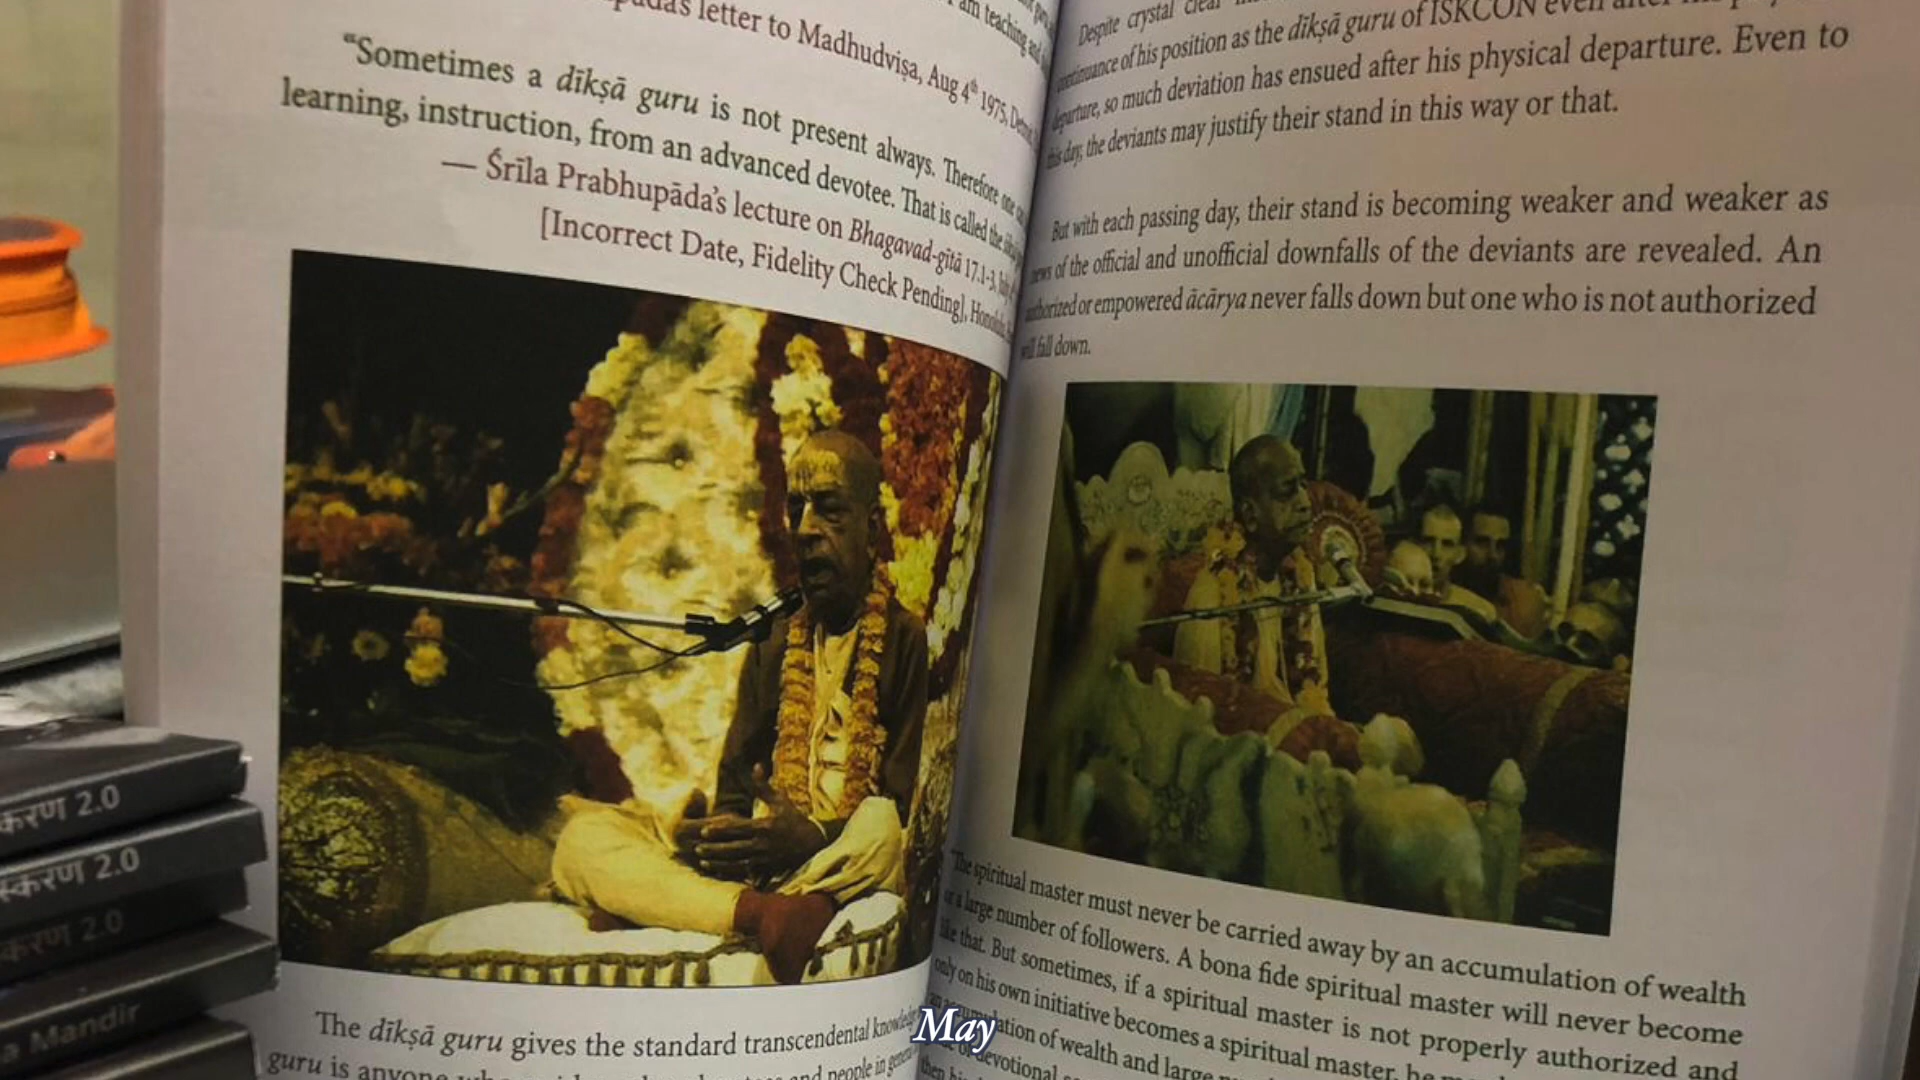 letter to Madhudviṣa, Aug 4th 1975,
“Sometimes a dīkṣā guru is not present always. Therefore one
learning, instruction, from an advanced devotee. That is called the
— Śrīla Prabhupāda’s lecture on Bhagavad-gītā 17.1-3,
[Incorrect Date, Fidelity Check Pending],
The dīkṣā guru gives the standard transcendental
guru is anyone
and people in
am teaching and
Despite crystal clear
continuance of his position as the dīkṣā guru of ISKCON even after his
departure, so much deviation has ensued after his physical departure. Even to
this day, the deviants may justify their stand in this way or that.
But with each passing day, their stand is becoming weaker and weaker as
news of the official and unofficial downfalls of the deviants are revealed. An
authorized or empowered ācārya never falls down but one who is not authorized
will fall down.
“The spiritual master must never be carried away by an accumulation of wealth
or a large number of followers. A bona fide spiritual master will never become
like that. But sometimes, if a spiritual master is not properly authorized and
only on his own initiative becomes a spiritual master, he
accumulation of wealth and large
of devotional
then
May
करण 2.0
स्करण 2.0
करण 2.0
a Mandir